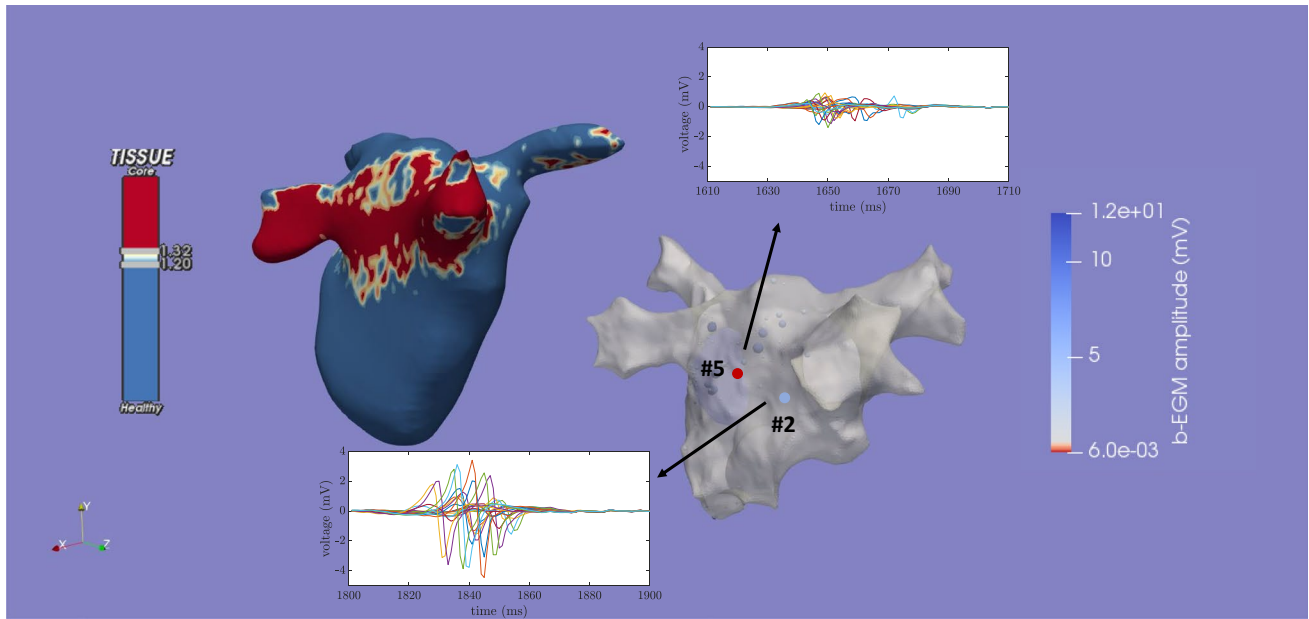 4
2
0
-2
-4
voltage (mV)
1610 1630 1650 1670 1690 1710
time (ms)
TISSUE
Core
1.32
1.20
Healthy
1.2e+01
10
5
6.0e-03
b-EGM amplitude (mV)
#5
#2
4
2
0
-2
-4
voltage (mV)
1800 1820 1840 1860 1880 1900
time (ms)
Y
X
Z